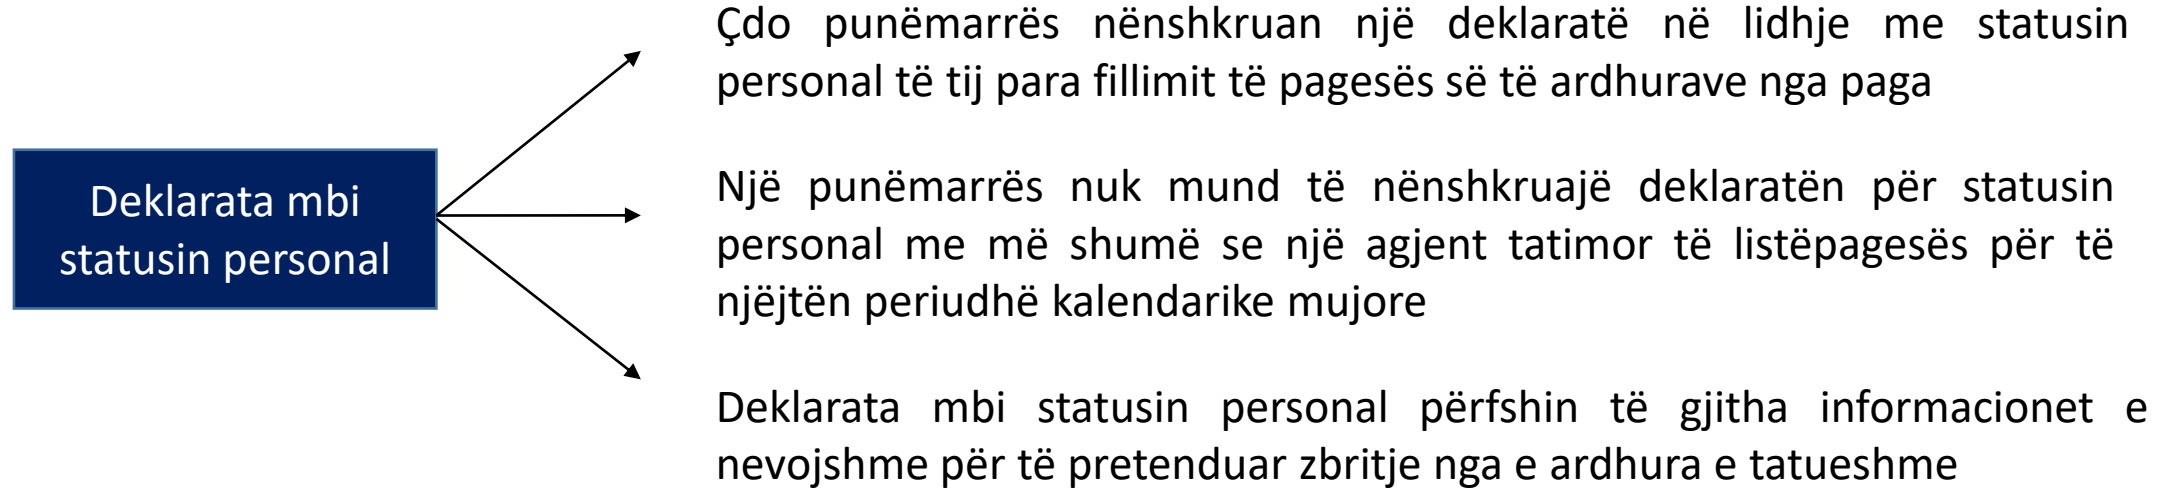 Çdo punëmarrës nënshkruan një deklaratë në lidhje me statusin
personal të tij para fillimit të pagesës së të ardhurave nga paga
Deklarata mbi
statusin personal
Një punëmarrës nuk mund të nënshkruajë deklaratën për statusin
personal me më shumë se një agjent tatimor të listëpagesës për të
njëjtën periudhë kalendarike mujore
Deklarata mbi statusin personal përfshin të gjitha informacionet e
nevojshme për të pretenduar zbritje nga e ardhura e tatueshme